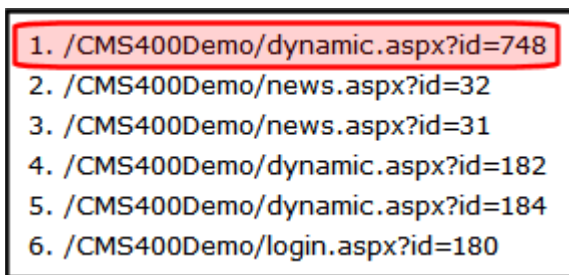 1. /CMS400Demo/dynamic.aspx?id=748
2. /CMS400Demo/news.aspx?id=32
3. /CMS400Demo/news.aspx?id=31
4. /CMS400Demo/dynamic.aspx?id=182
5. /CMS400Demo/dynamic.aspx?id=184
6. /CMS400Demo/login.aspx?id=180